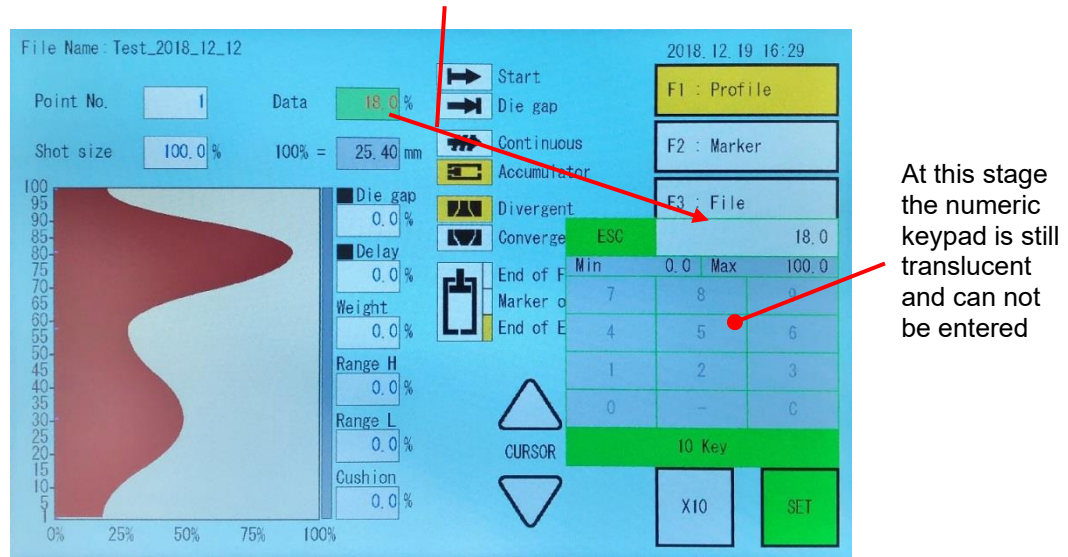 File Name:Test_2018_12_12
2018.12.19 16:29
Point No. 1 Data 18.0 %
Shot size 100.0 % 100% = 25.40 mm
Start
Die gap
Continuous
Accumulator
Divergent
Converge
End of F
Marker o
End of E
F1 : Profile
F2 : Marker
F3 : File
100
95
90
85
80
75
70
65
60
55
50
45
40
35
30
25
20
15
10
5
1
0% 25% 50% 75% 100%
Die gap
0.0 %
Delay
0.0 %
Weight
0.0 %
Range H
0.0 %
Range L
0.0 %
Cushion
0.0 %
CURSOR
ESC 18.0
Min 0.0 Max 100.0
7 8 9
4 5 6
1 2 3
0 - C
10 Key
X10 SET
At this stage
the numeric
keypad is still
translucent
and can not
be entered